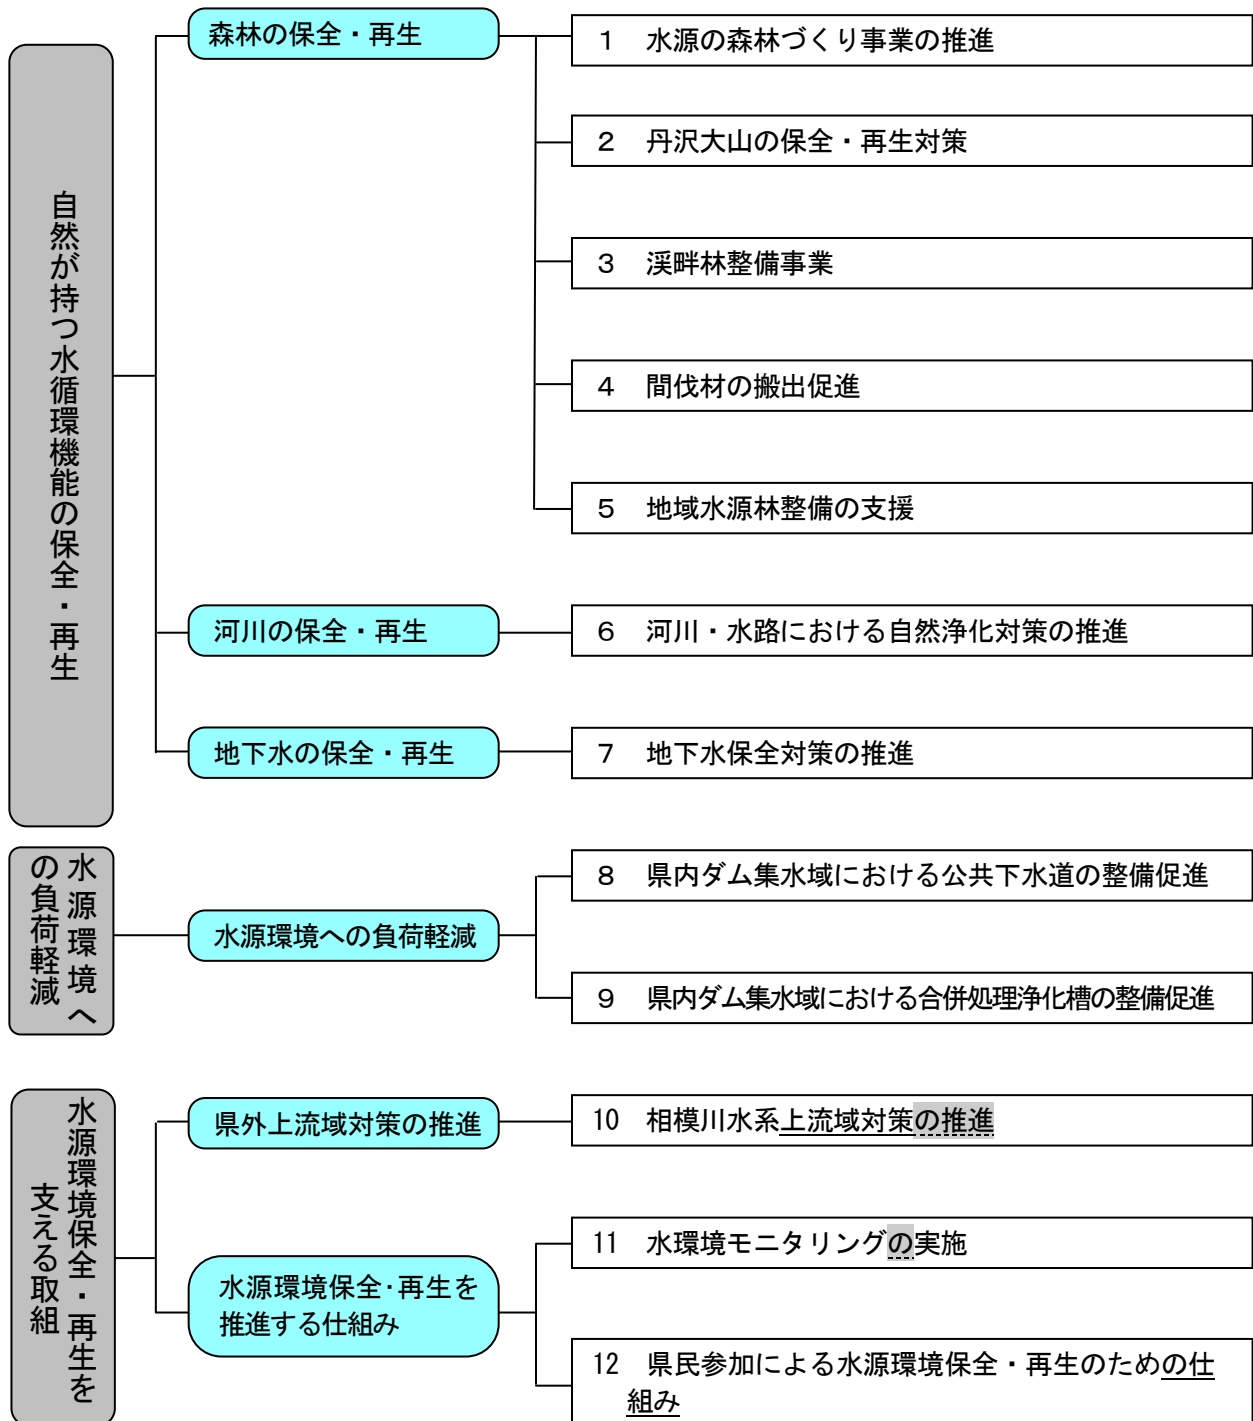 自然が持つ水循環機能の保全・再生
森林の保全・再生
1 水源の森林づくり事業の推進
2 丹沢大山の保全・再生対策
3 渓畔林整備事業
4 間伐材の搬出促進
5 地域水源林整備の支援
河川の保全・再生
6 河川・水路における自然浄化対策の推進
地下水の保全・再生
7 地下水保全対策の推進
水源環境へ
の負荷軽減
水源環境への負荷軽減
8 県内ダム集水域における公共下水道の整備促進
9 県内ダム集水域における合併処理浄化槽の整備促進
水源環境保全・再生を
支える取組
県外上流域対策の推進
10 相模川水系上流域対策の推進
水源環境保全・再生を
推進する仕組み
11 水環境モニタリングの実施
12 県民参加による水源環境保全・再生のための仕
組み